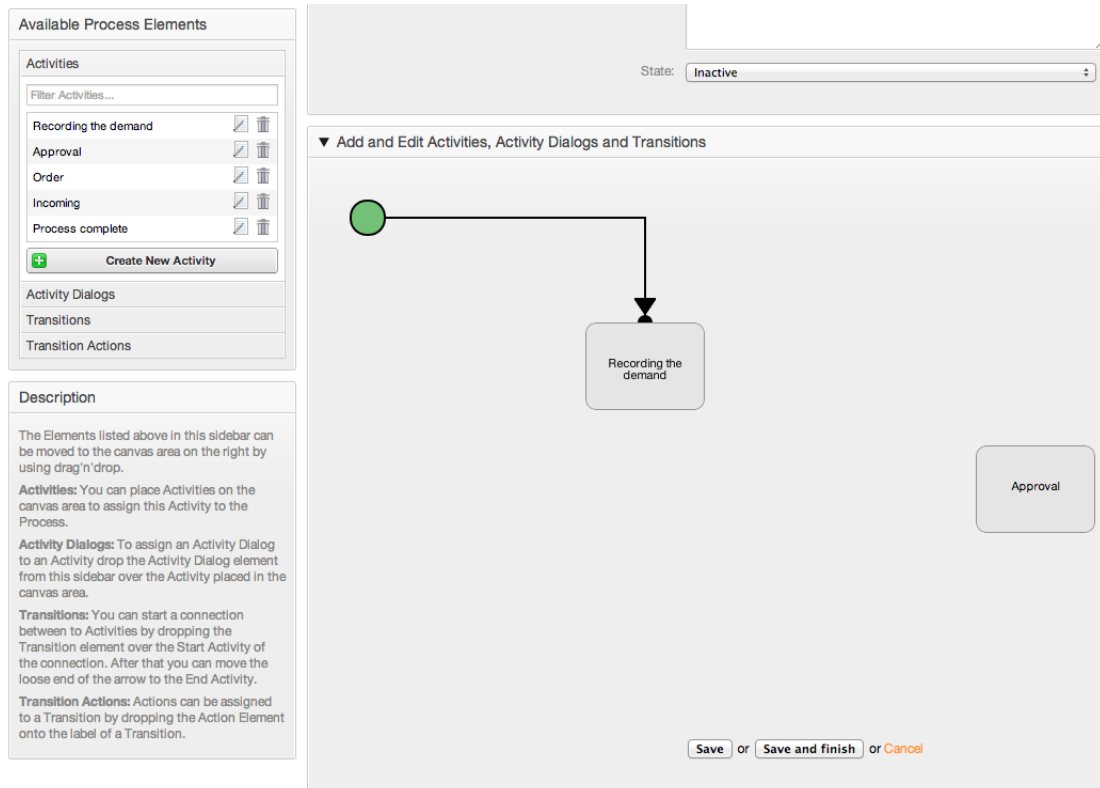 Available Process Elements
Activities
Filter Activities...
Recording the demand
Approval
Order
Incoming
Process complete
Create New Activity
Activity Dialogs
Transitions
Transition Actions
Description
The Elements listed above in this sidebar can
be moved to the canvas area on the right by
using drag'n'drop.
Activities: You can place Activities on the
canvas area to assign this Activity to the
Process.
Activity Dialogs: To assign an Activity Dialog
to an Activity drop the Activity Dialog element
from this sidebar over the Activity placed in the
canvas area.
Transitions: You can start a connection
between to Activities by dropping the
Transition element over the Start Activity of
the connection. After that you can move the
loose end of the arrow to the End Activity.
Transition Actions: Actions can be assigned
to a Transition by dropping the Action Element
onto the label of a Transition.
State: Inactive
▼ Add and Edit Activities, Activity Dialogs and Transitions
Recording the
demand
Approval
Save or Save and finish or Cancel